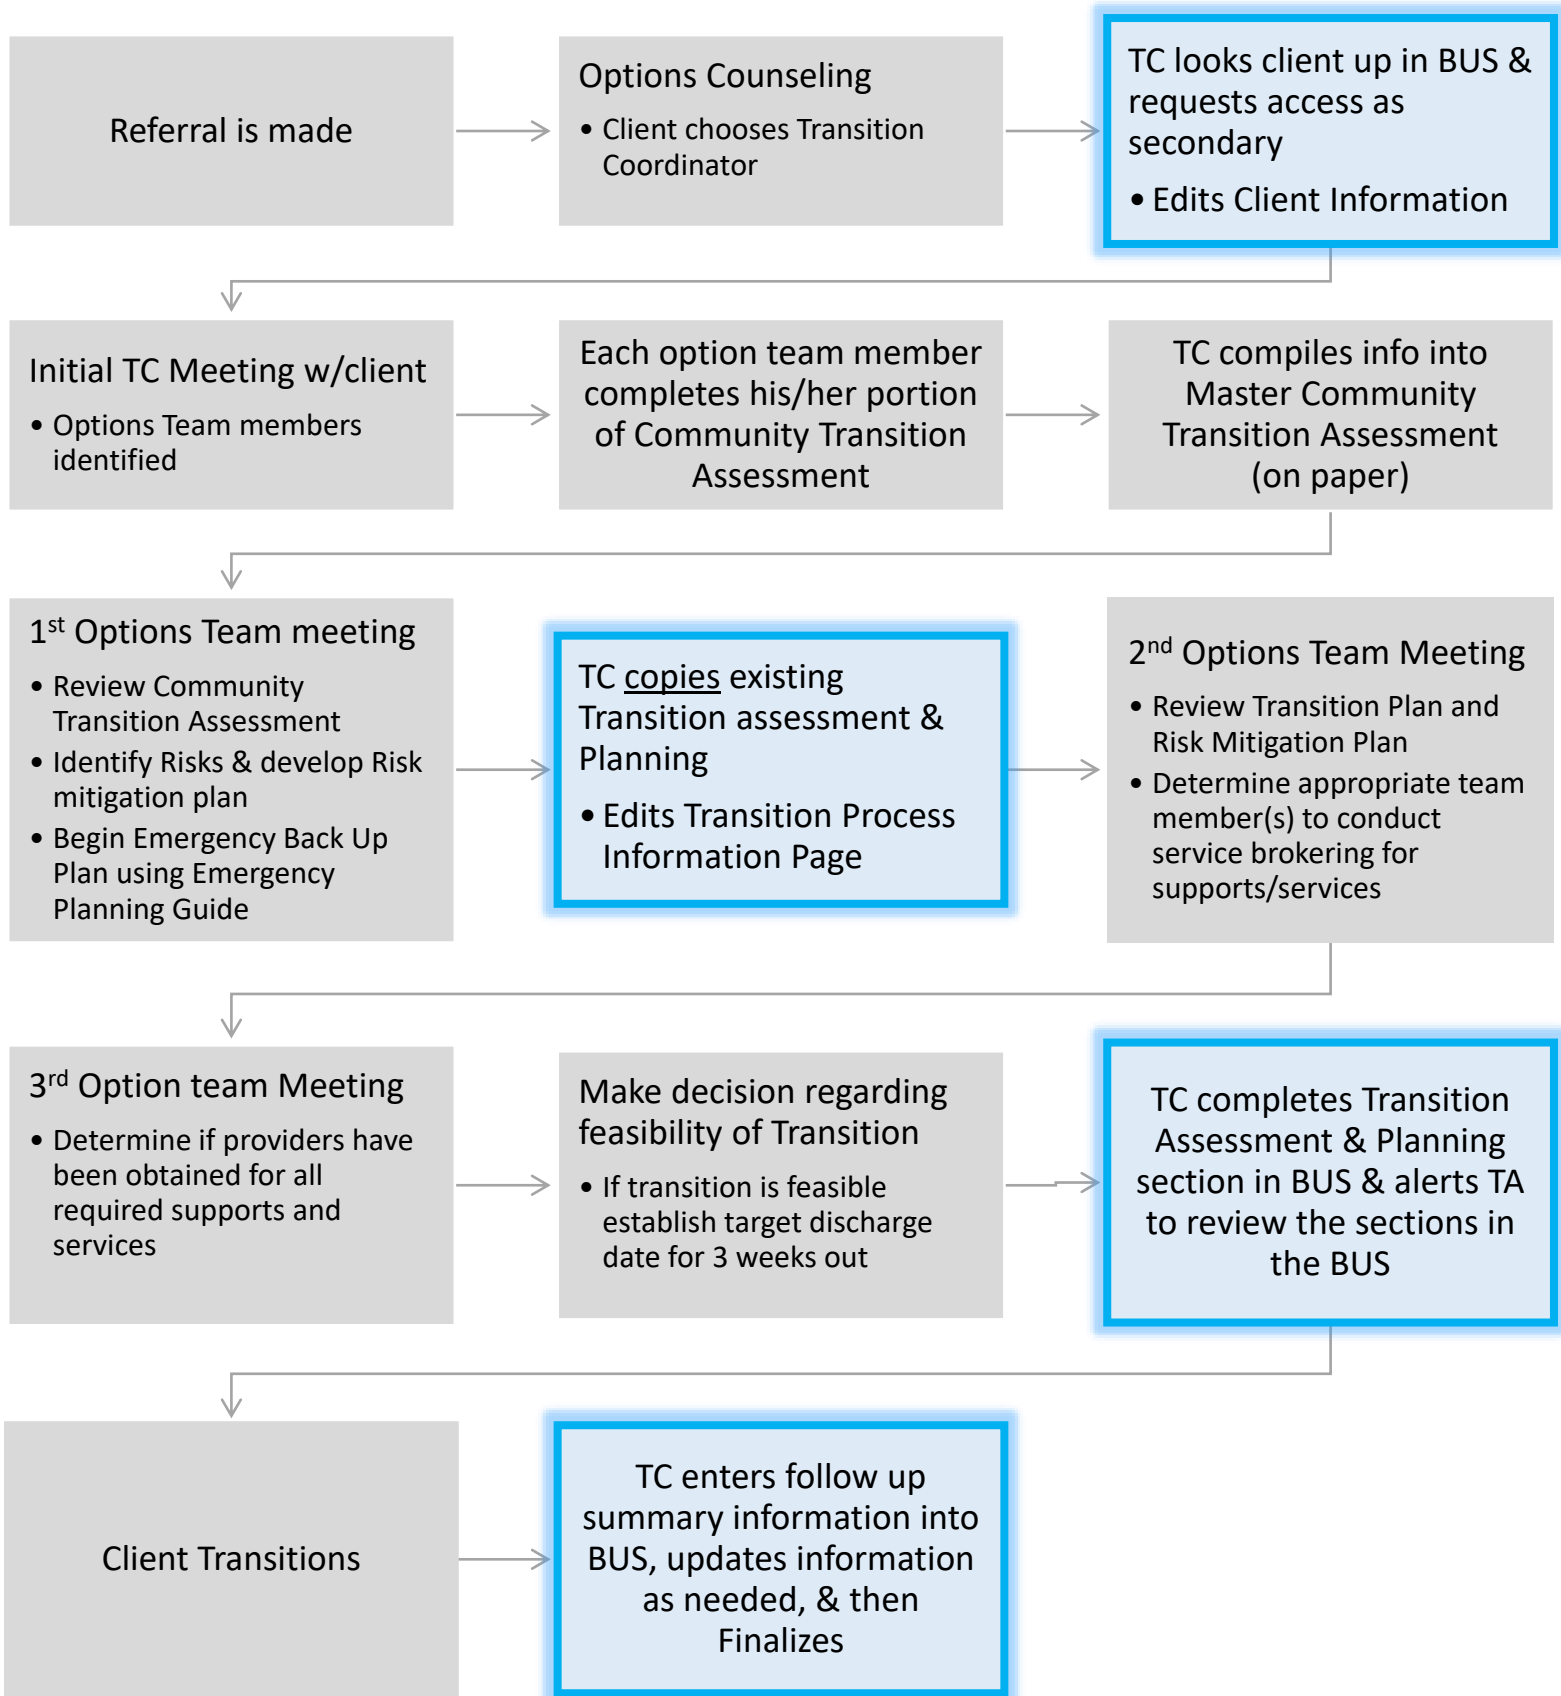 Referral is made
Options Counseling
• Client chooses Transition
Coordinator
TC looks client up in BUS &
requests access as
secondary
• Edits Client Information
Initial TC Meeting w/client
• Options Team members
identified
Each option team member
completes his/her portion
of Community Transition
Assessment
TC compiles info into
Master Community
Transition Assessment
(on paper)
1st Options Team meeting
• Review Community
Transition Assessment
• Identify Risks & develop Risk
mitigation plan
• Begin Emergency Back Up
Plan using Emergency
Planning Guide
TC copies existing
Transition assessment &
Planning
• Edits Transition Process
Information Page
2nd Options Team Meeting
• Review Transition Plan and
Risk Mitigation Plan
• Determine appropriate team
member(s) to conduct
service brokering for
supports/services
3rd Option team Meeting
• Determine if providers have
been obtained for all
required supports and
services
Make decision regarding
feasibility of Transition
• If transition is feasible
establish target discharge
date for 3 weeks out
TC completes Transition
Assessment & Planning
section in BUS & alerts TA
to review the sections in
the BUS
Client Transitions
TC enters follow up
summary information into
BUS, updates information
as needed, & then
Finalizes